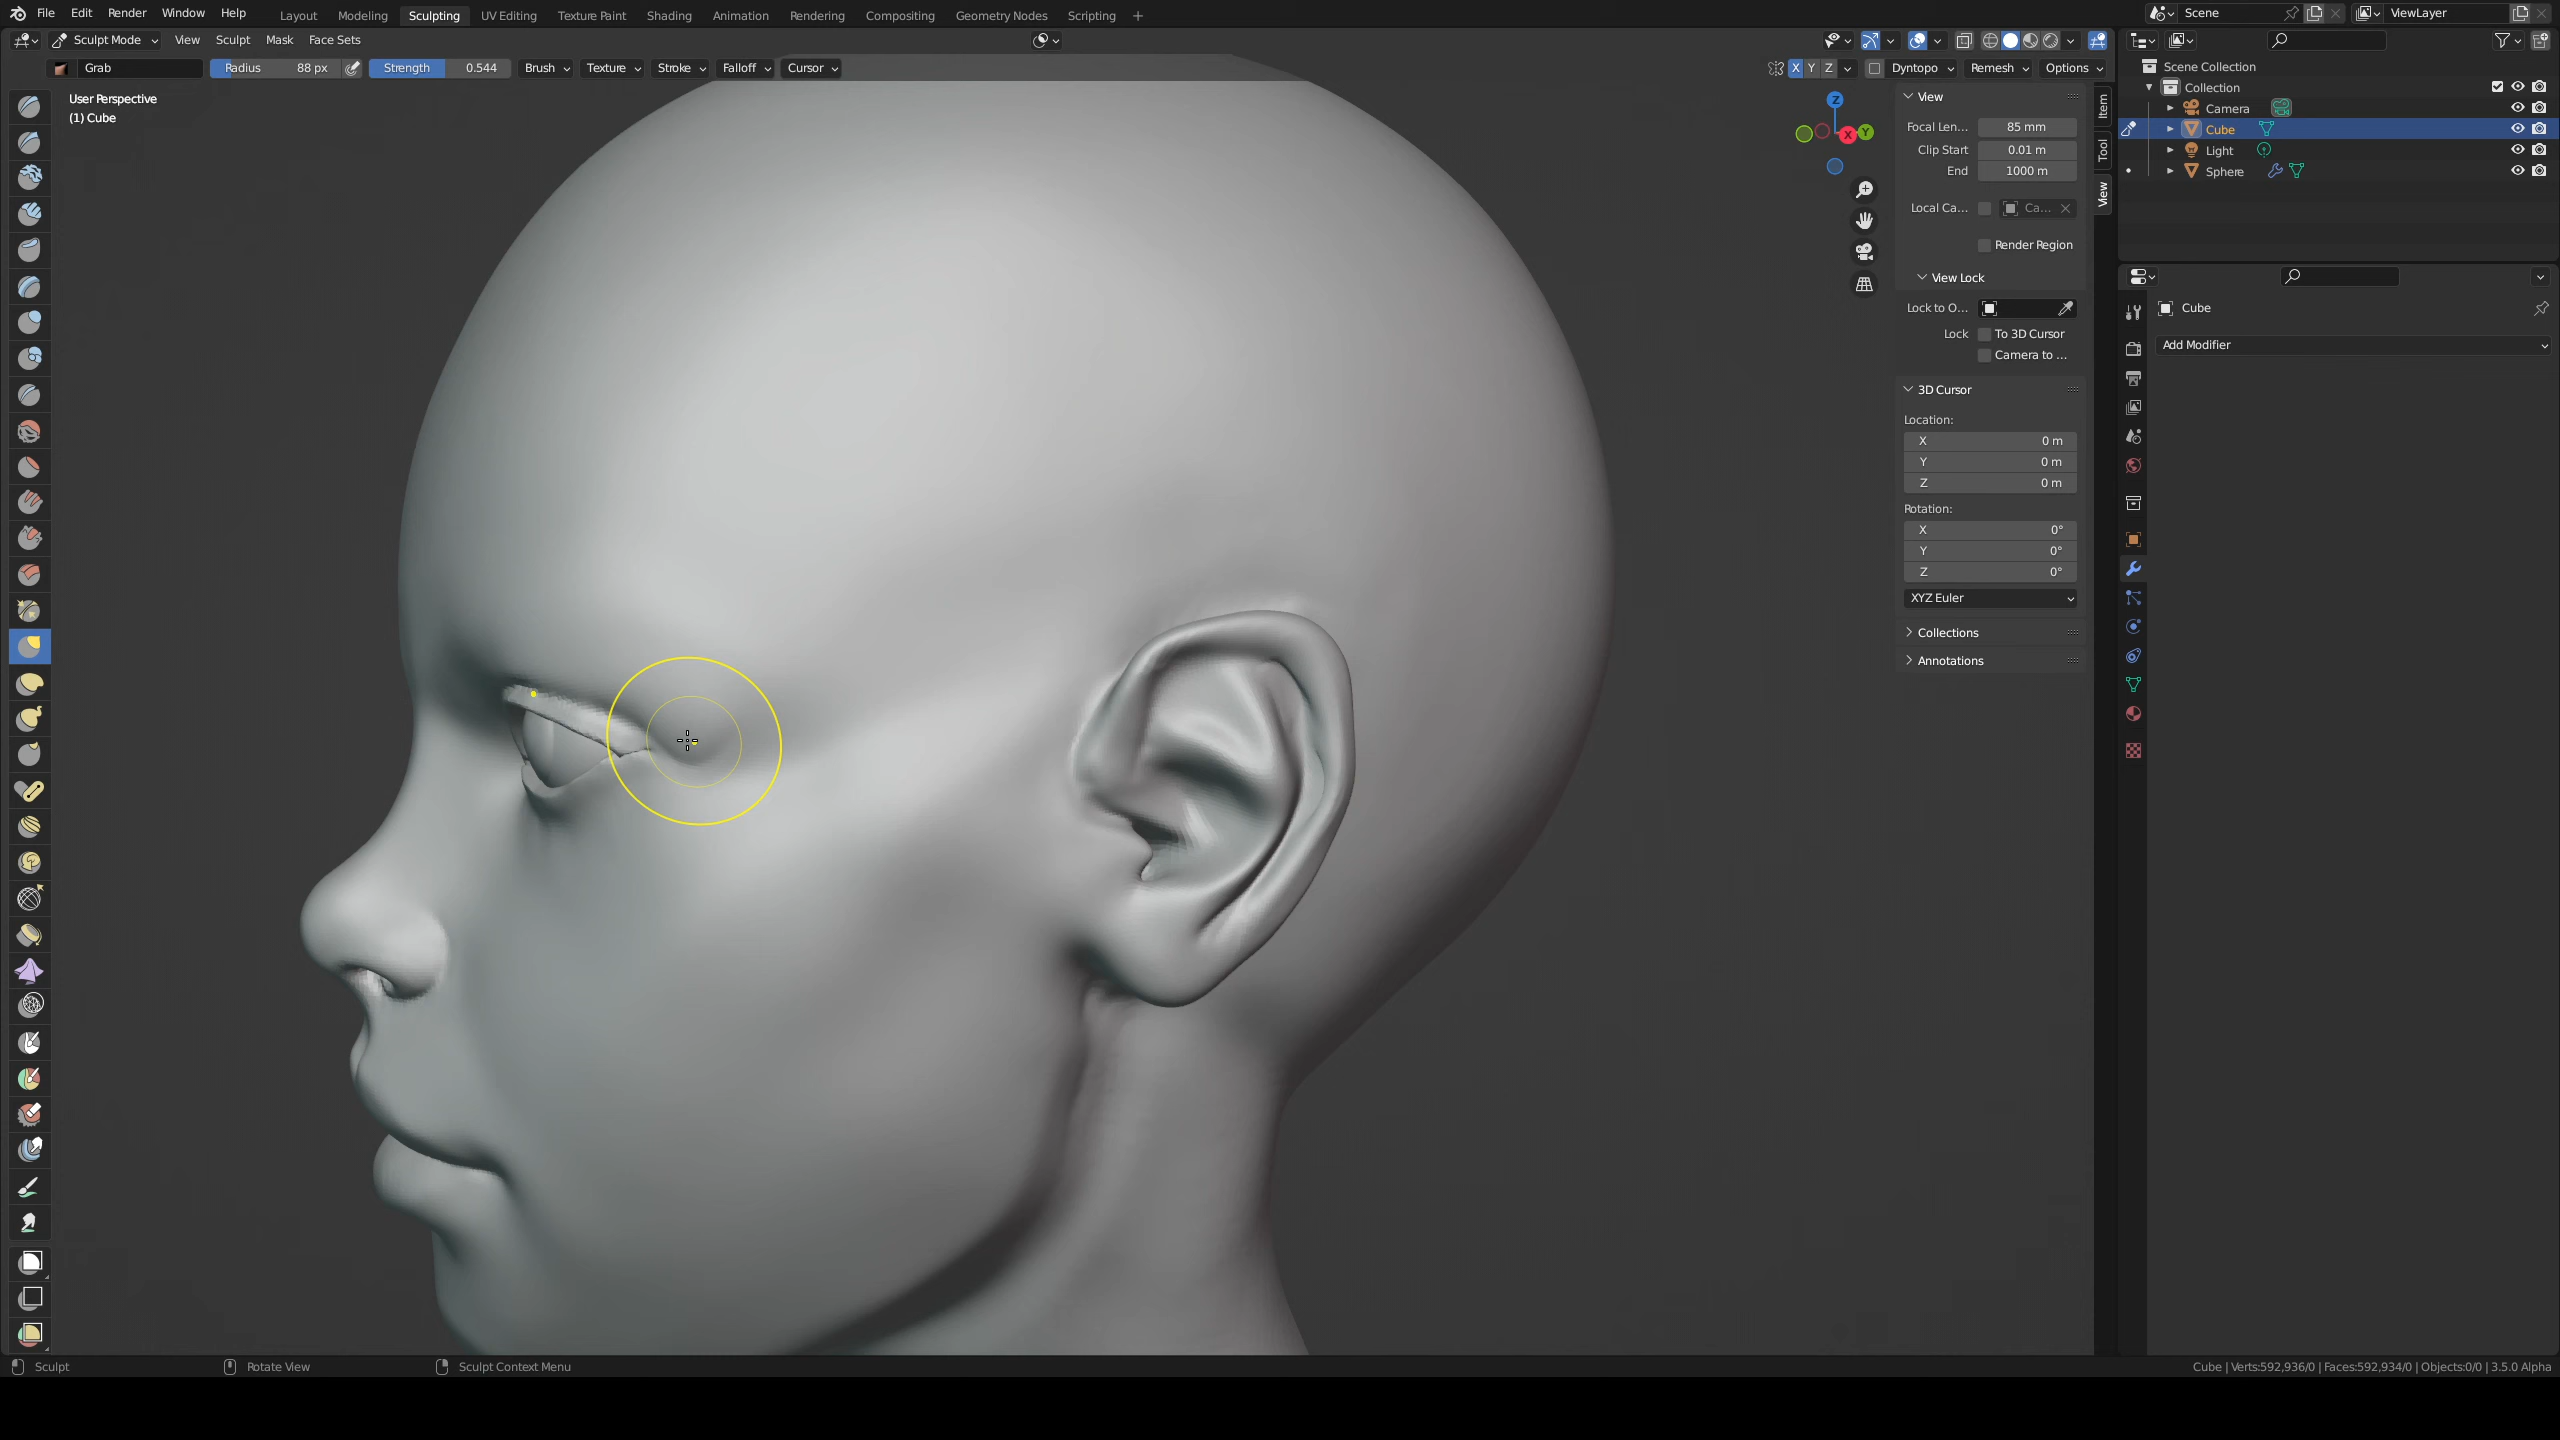 File Edit Render Window Help Layout Modeling Sculpting UV Editing Texture Paint Shading Animation Rendering Compositing Geometry Nodes Scripting + Scene ViewLayer
Sculpt Mode View Sculpt Mask Face Sets
Grab Radius 88 px Strength 0.544 Brush Texture Stroke Falloff Cursor X Y Z Dyntopo Remesh Options
User Perspective
(1) Cube
Z
X
Y
View
Focal Len... 85 mm
Clip Start 0.01 m
End 1000 m
Local Ca... Ca...
Render Region
View Lock
Lock to O...
Lock To 3D Cursor
Camera to ...
3D Cursor
Location:
X 0 m
Y 0 m
Z 0 m
Rotation:
X 0°
Y 0°
Z 0°
XYZ Euler
Collections
Annotations
Item
Tool
View
Scene Collection
Collection
Camera
Cube
Light
Sphere
Cube
Add Modifier
Sculpt Rotate View Sculpt Context Menu Cube | Verts:592,936/0 | Faces:592,934/0 | Objects:0/0 | 3.5.0 Alpha